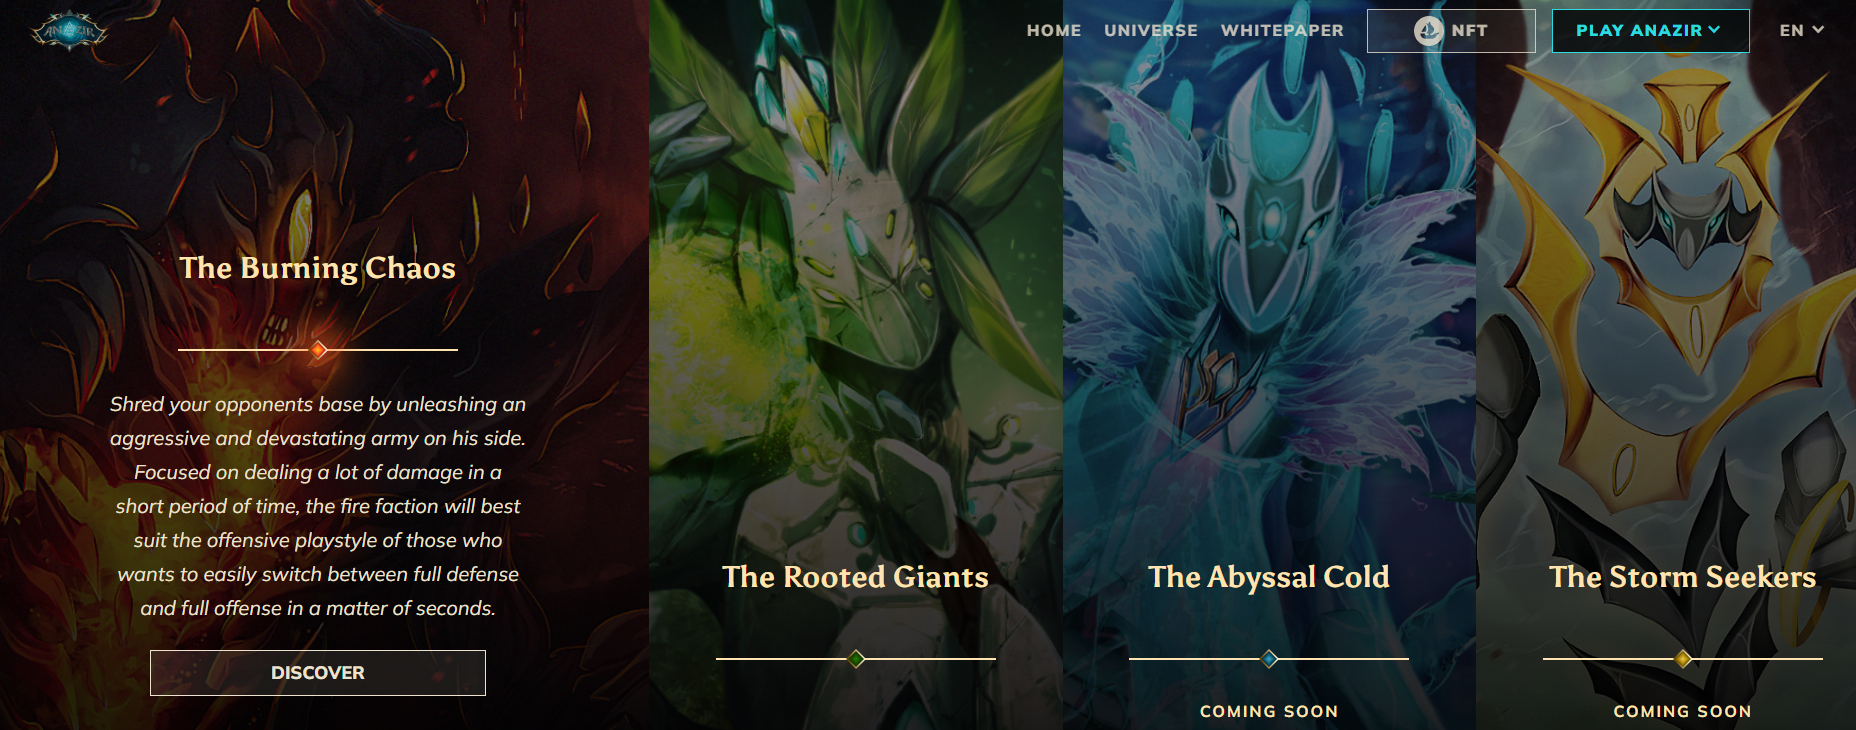 ANAZIR
HOME
UNIVERSE
WHITEPAPER
NFT
PLAY ANAZIR
EN
The Burning Chaos
Shred your opponents base by unleashing an
aggressive and devastating army on his side.
Focused on dealing a lot of damage in a
short period of time, the fire faction will best
suit the offensive playstyle of those who
wants to easily switch between full defense
and full offense in a matter of seconds.
DISCOVER
The Rooted Giants
The Abyssal Cold
COMING SOON
The Storm Seekers
COMING SOON